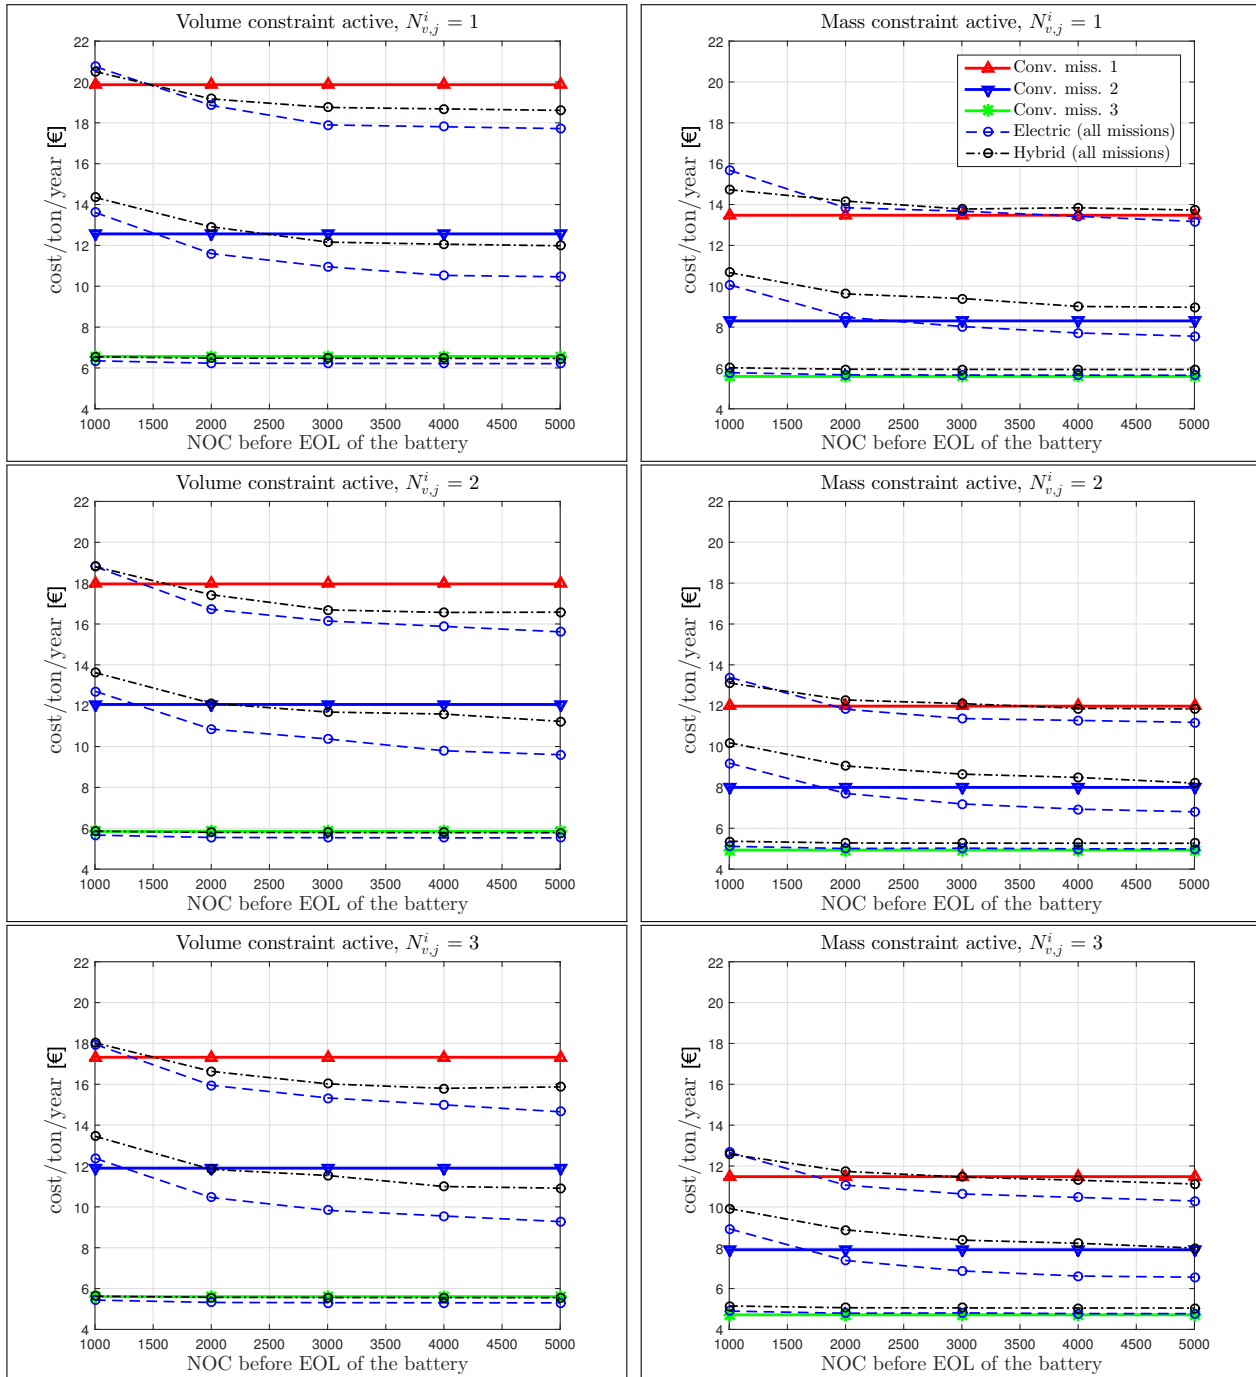 Volume constraint active, $N_{v,j}^{i} = 1$
22
20
18
16
14
12
10
8
6
4
cost/ton/year [€]
1000 1500 2000 2500 3000 3500 4000 4500 5000
NOC before EOL of the battery
Mass constraint active, $N_{v,j}^{i} = 1$
Conv. miss. 1
Conv. miss. 2
Conv. miss. 3
Electric (all missions)
Hybrid (all missions)
22
20
18
16
14
12
10
8
6
4
cost/ton/year [€]
1000 1500 2000 2500 3000 3500 4000 4500 5000
NOC before EOL of the battery
Volume constraint active, $N_{v,j}^{i} = 2$
22
20
18
16
14
12
10
8
6
4
cost/ton/year [€]
1000 1500 2000 2500 3000 3500 4000 4500 5000
NOC before EOL of the battery
Mass constraint active, $N_{v,j}^{i} = 2$
22
20
18
16
14
12
10
8
6
4
cost/ton/year [€]
1000 1500 2000 2500 3000 3500 4000 4500 5000
NOC before EOL of the battery
Volume constraint active, $N_{v,j}^{i} = 3$
22
20
18
16
14
12
10
8
6
4
cost/ton/year [€]
1000 1500 2000 2500 3000 3500 4000 4500 5000
NOC before EOL of the battery
Mass constraint active, $N_{v,j}^{i} = 3$
22
20
18
16
14
12
10
8
6
4
cost/ton/year [€]
1000 1500 2000 2500 3000 3500 4000 4500 5000
NOC before EOL of the battery